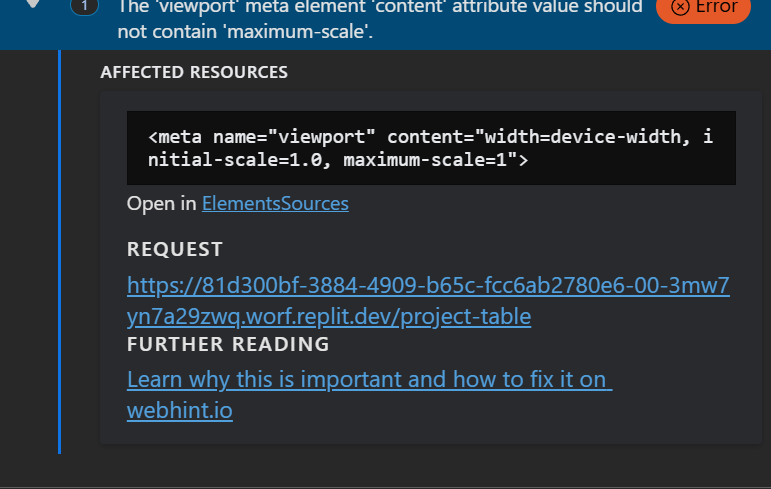 1 The 'viewport' meta element 'content' attribute value should
not contain 'maximum-scale'.
Error
AFFECTED RESOURCES
<meta name="viewport" content="width=device-width, i
nitial-scale=1.0, maximum-scale=1">
Open in ElementsSources
REQUEST
https://81d300bf-3884-4909-b65c-fcc6ab2780e6-00-3mw7
yn7a29zwq.worf.replit.dev/project-table
FURTHER READING
Learn why this is important and how to fix it on
webhint.io